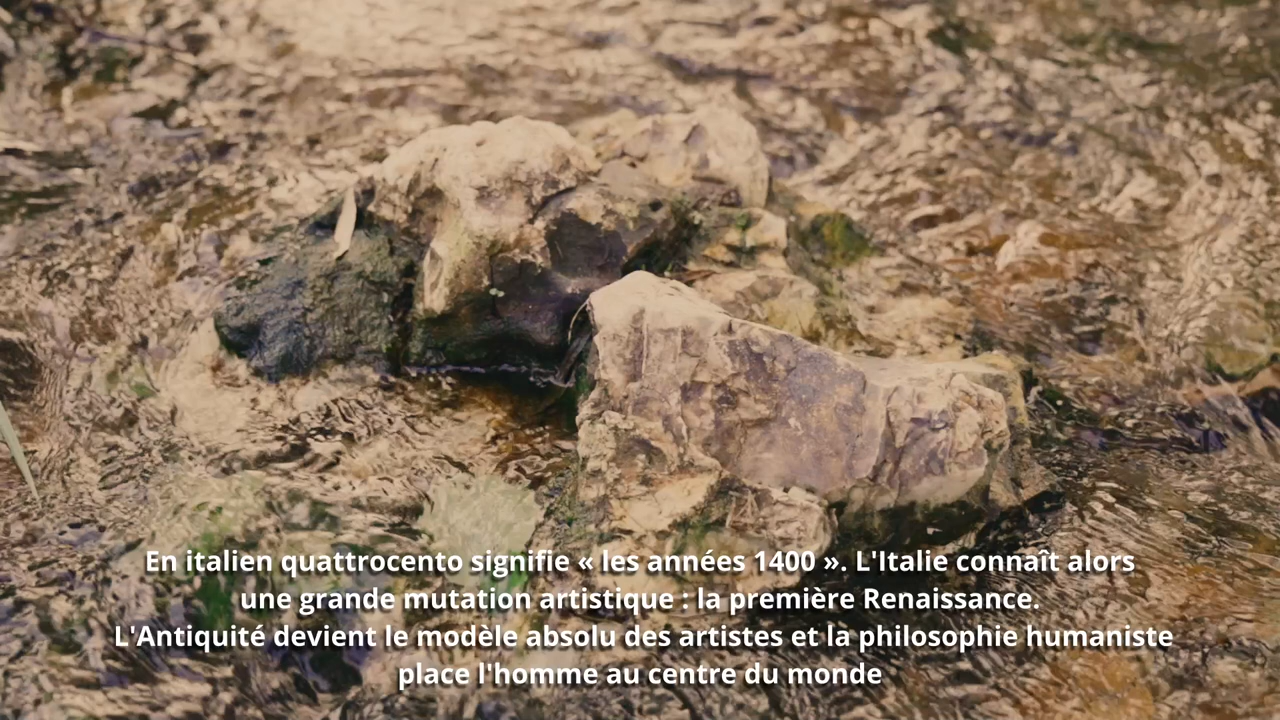 En italien quattrocento signifie « les années 1400 ». L'Italie connaît alors
une grande mutation artistique : la première Renaissance.
L'Antiquité devient le modèle absolu des artistes et la philosophie humaniste
place l'homme au centre du monde